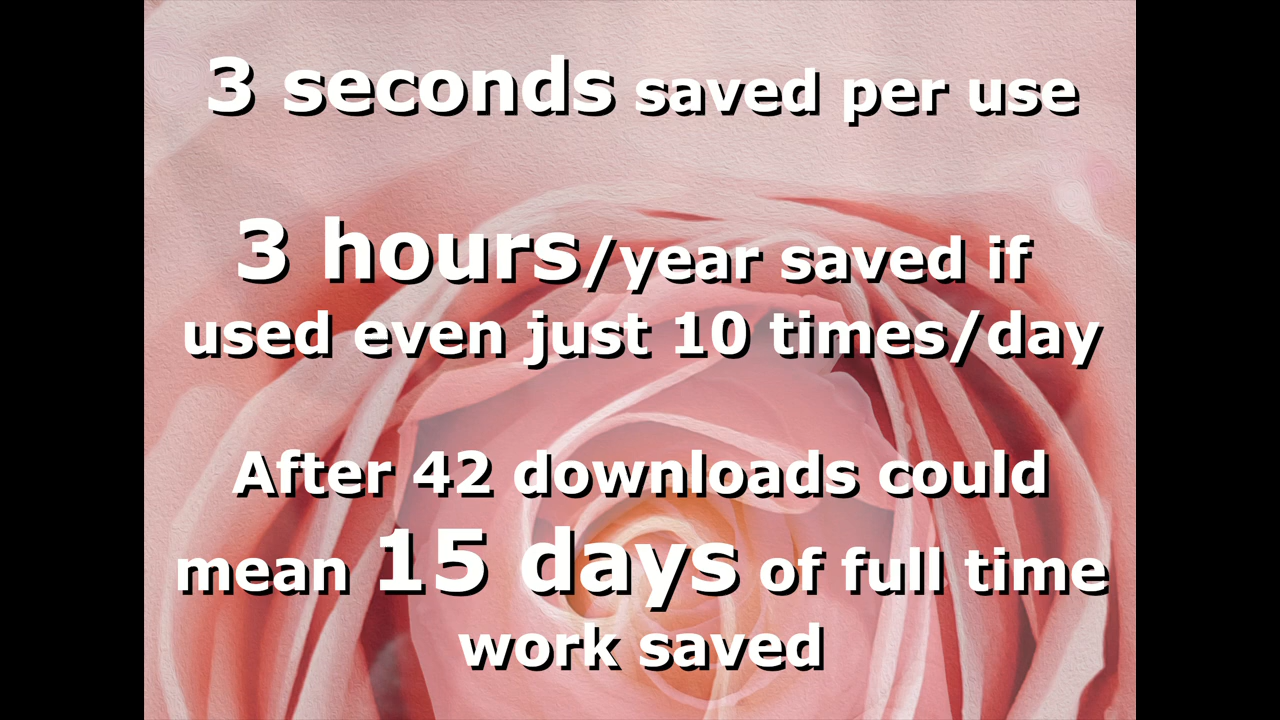 3 seconds saved per use
3 hours/year saved if
used even just 10 times/day
After 42 downloads could
mean 15 days of full time
work saved